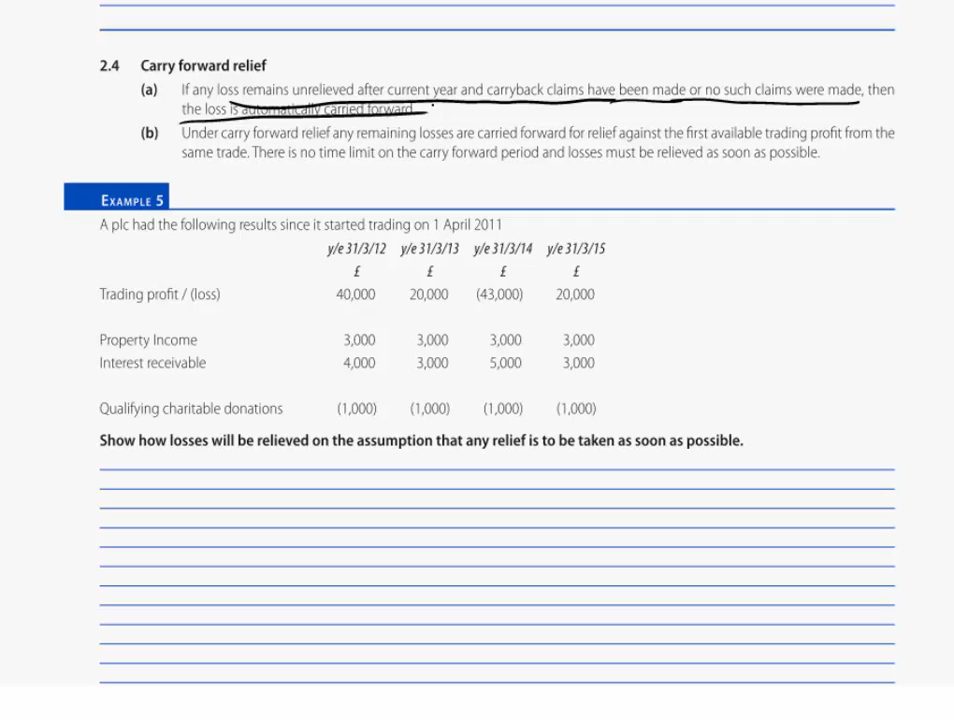 2.4 Carry forward relief
(a) If any loss remains unrelieved after current year and carryback claims have been made or no such claims were made, then
the loss is automatically carried forward.
(b) Under carry forward relief any remaining losses are carried forward for relief against the first available trading profit from the
same trade. There is no time limit on the carry forward period and losses must be relieved as soon as possible.
EXAMPLE 5
A plc had the following results since it started trading on 1 April 2011
y/e 31/3/12 y/e 31/3/13 y/e 31/3/14 y/e 31/3/15
£ £ £ £
Trading profit / (loss) 40,000 20,000 (43,000) 20,000
Property Income 3,000 3,000 3,000 3,000
Interest receivable 4,000 3,000 5,000 3,000
Qualifying charitable donations (1,000) (1,000) (1,000) (1,000)
Show how losses will be relieved on the assumption that any relief is to be taken as soon as possible.